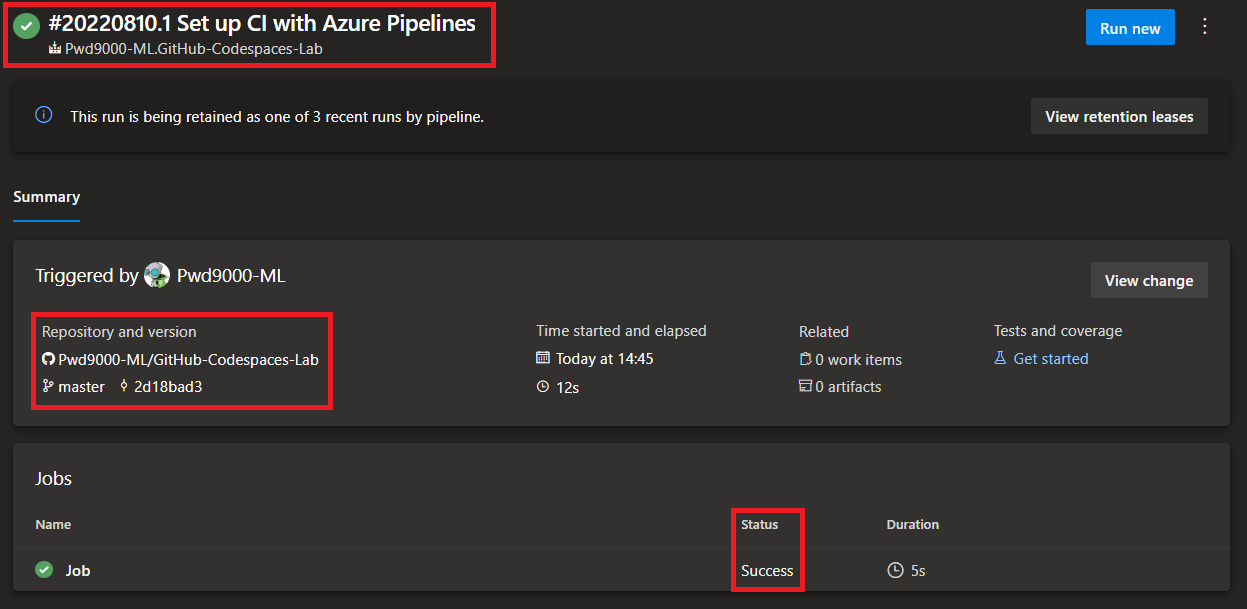 #20220810.1 Set up CI with Azure Pipelines
Pwd9000-ML.GitHub-Codespaces-Lab
Run new
This run is being retained as one of 3 recent runs by pipeline.
View retention leases
Summary
Triggered by Pwd9000-ML
View change
Repository and version
Pwd9000-ML/GitHub-Codespaces-Lab
master 2d18bad3
Time started and elapsed
Today at 14:45
12s
Related
0 work items
0 artifacts
Tests and coverage
Get started
Jobs
Name Status Duration
Job Success 5s